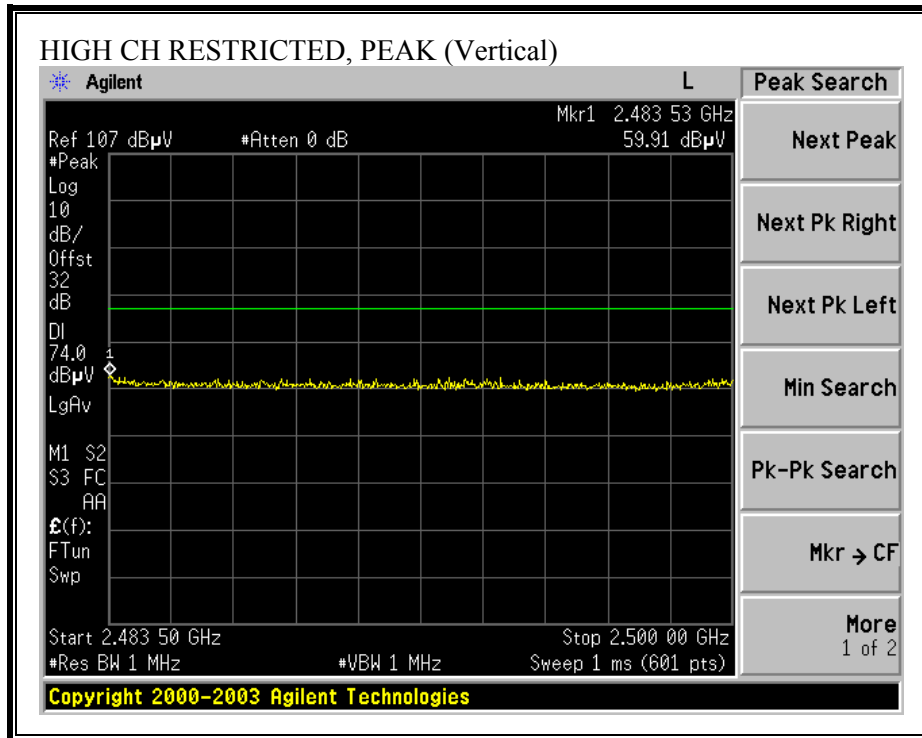 HIGH CH RESTRICTED, PEAK (Vertical)
Agilent L Peak Search
Mkr1 2.483 53 GHz
Ref 107 dBµV #Atten 0 dB 59.91 dBµV
#Peak
Log
10
dB/
Offst
32
dB
DI
74.0
dBµV
LgAv
M1 S2
S3 FC
AA
£(f):
FTun
Swp
1
Start 2.483 50 GHz Stop 2.500 00 GHz
#Res BW 1 MHz #VBW 1 MHz Sweep 1 ms (601 pts)
Next Peak
Next Pk Right
Next Pk Left
Min Search
Pk-Pk Search
Mkr → CF
More
1 of 2
Copyright 2000-2003 Agilent Technologies